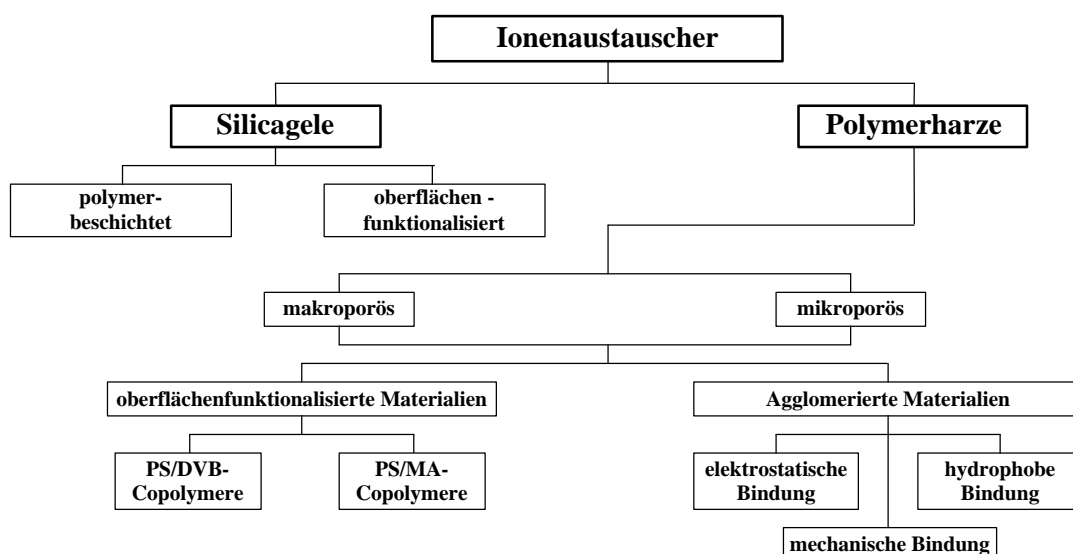 Ionenaustauscher
Silicagele
Polymerharze
polymer-
beschichtet
oberflächen -
funktionalisiert
makroporös
mikroporös
oberflächenfunktionalisierte Materialien
Agglomerierte Materialien
PS/DVB-
Copolymere
PS/MA-
Copolymere
elektrostatische
Bindung
hydrophobe
Bindung
mechanische Bindung